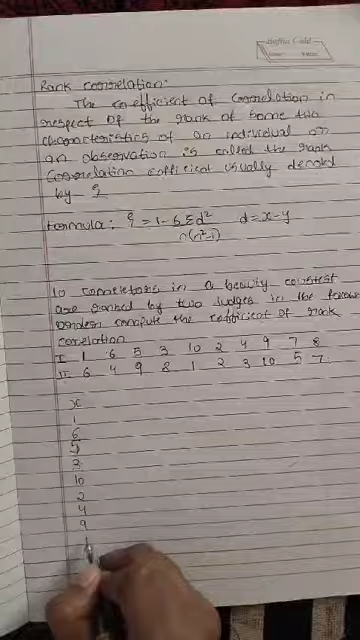 Rank correlation:
The coefficient of correlation in
respect of the rank of some two
characteristics of an individual or
an observation is called the rank
correlation coefficient usually denoted
by ρ
Formula: ρ = 1 - 6Σd² d = x - y
n(n²-1)
10 competetors in a beauty contest
are ranked by two Judges in the
compute the coefficient of rank
correlation
I 1 6 5 3 10 2 4 9 7 8
II 6 4 9 8 1 2 3 10 5 7
x
1
6
5
3
10
2
4
9